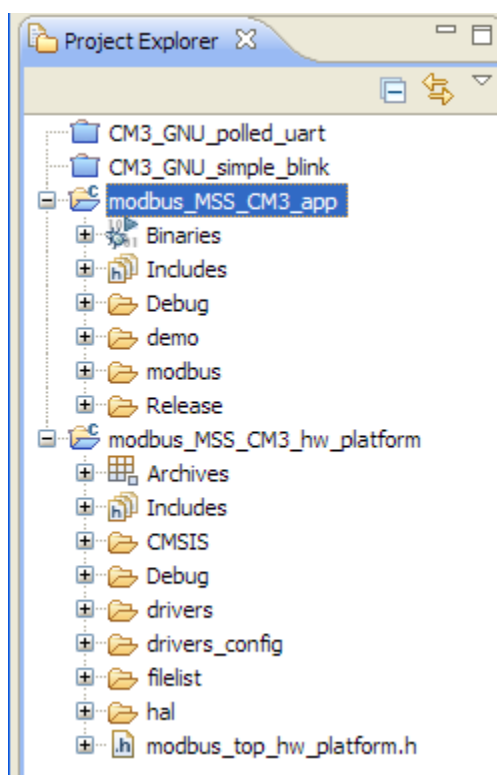 Project Explorer
CM3_GNU_polled_uart
CM3_GNU_simple_blink
modbus_MSS_CM3_app
Binaries
Includes
Debug
demo
modbus
Release
modbus_MSS_CM3_hw_platform
Archives
Includes
CMSIS
Debug
drivers
drivers_config
filelist
hal
modbus_top_hw_platform.h